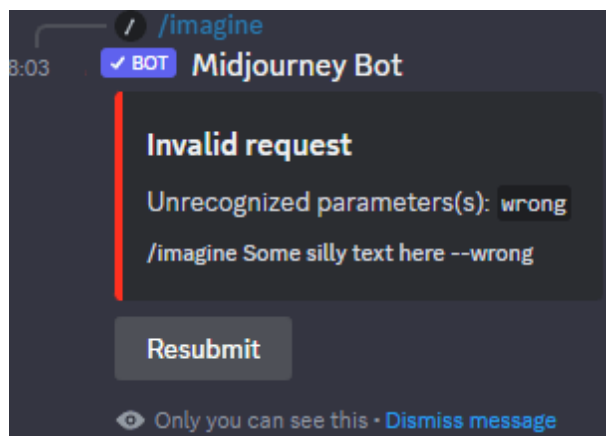 /imagine
8:03 BOT Midjourney Bot
Invalid request
Unrecognized parameters(s): wrong
/imagine Some silly text here --wrong
Resubmit
Only you can see this • Dismiss message